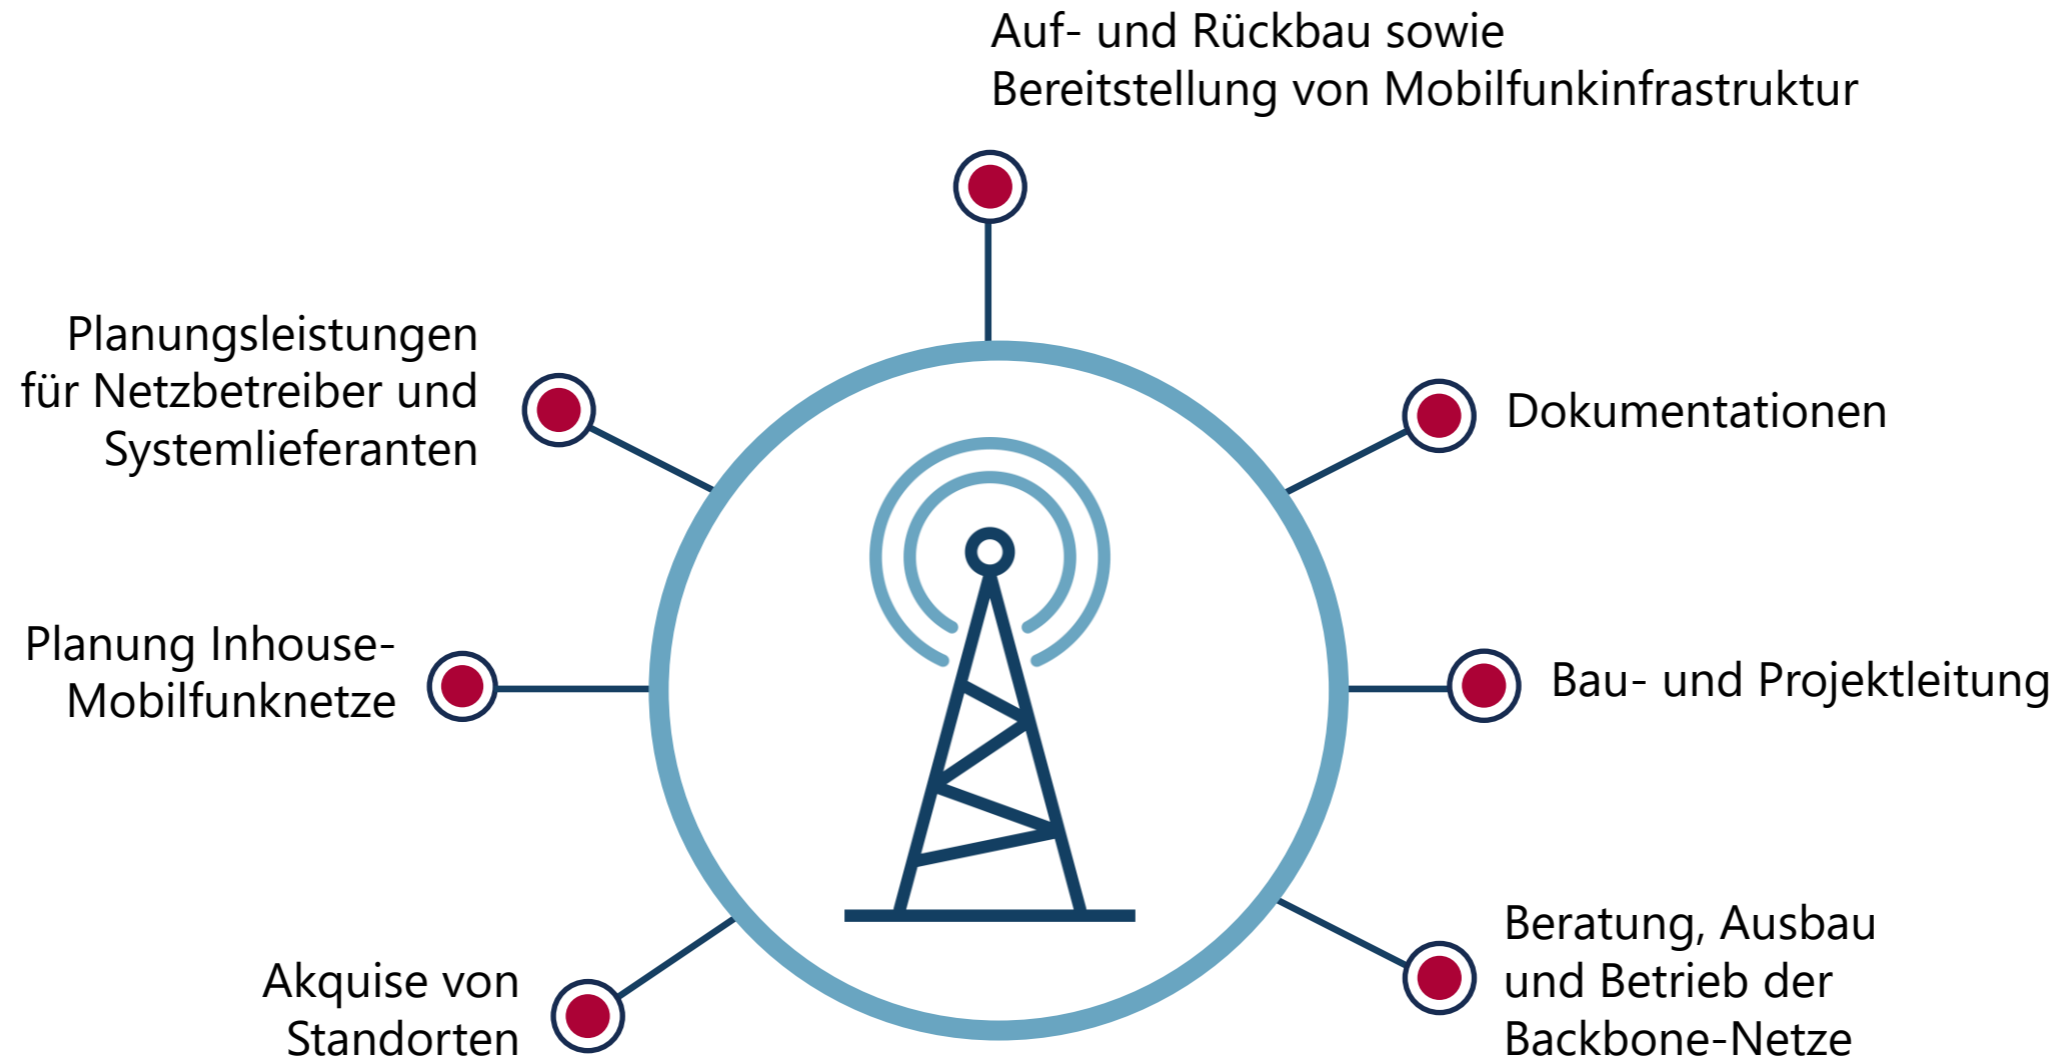 Auf- und Rückbau sowie
Bereitstellung von Mobilfunkinfrastruktur
Planungsleistungen
für Netzbetreiber und
Systemlieferanten
Dokumentationen
Planung Inhouse-
Mobilfunknetze
Bau- und Projektleitung
Akquise von
Standorten
Beratung, Ausbau
und Betrieb der
Backbone-Netze